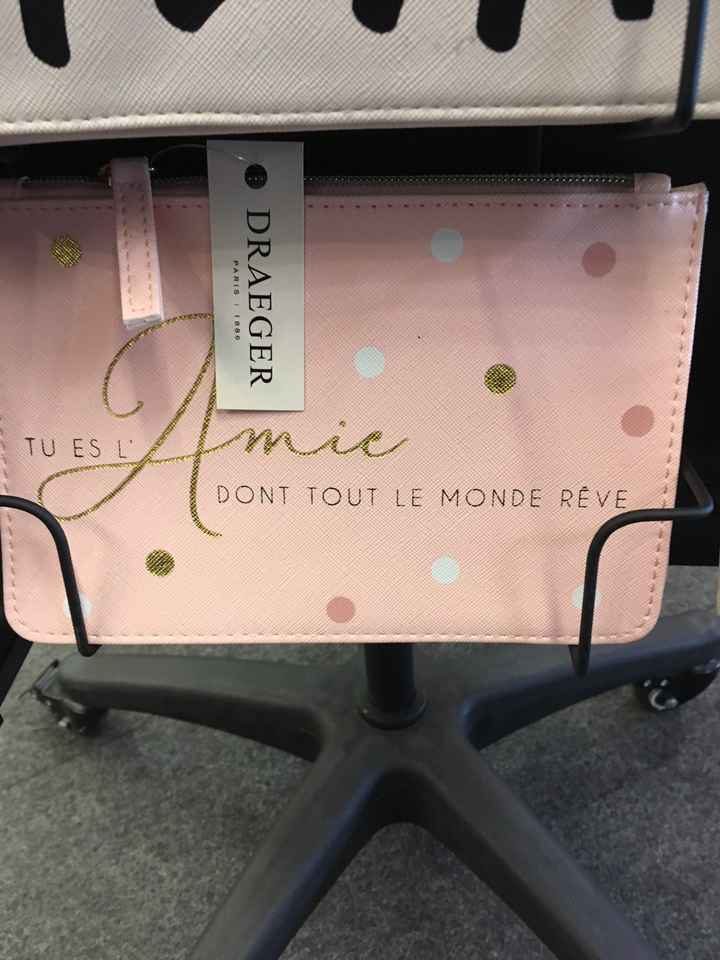 DRAEGER
PARIS | 1886
TU ES L'Amie
DONT TOUT LE MONDE RÊVE